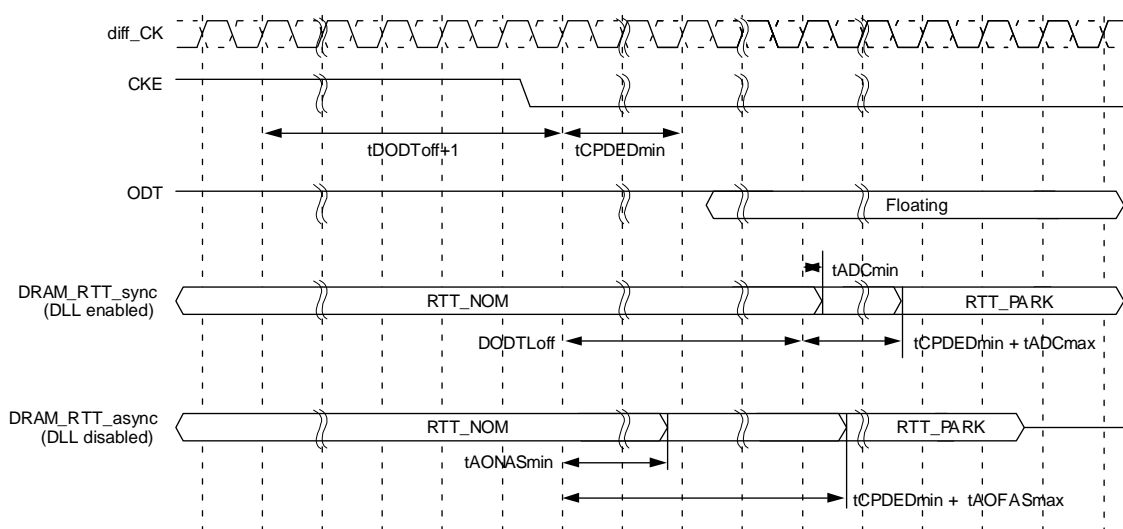 diff_CK
CKE
tDODToff+1
tCPDEDmin
ODT
Floating
tADCmin
DRAM_RTT_sync
(DLL enabled)
RTT_NOM
RTT_PARK
DODTLoff
tCPDEDmin + tADCmax
DRAM_RTT_async
(DLL disabled)
RTT_NOM
RTT_PARK
tAONASmin
tCPDEDmin + tAOFASmax